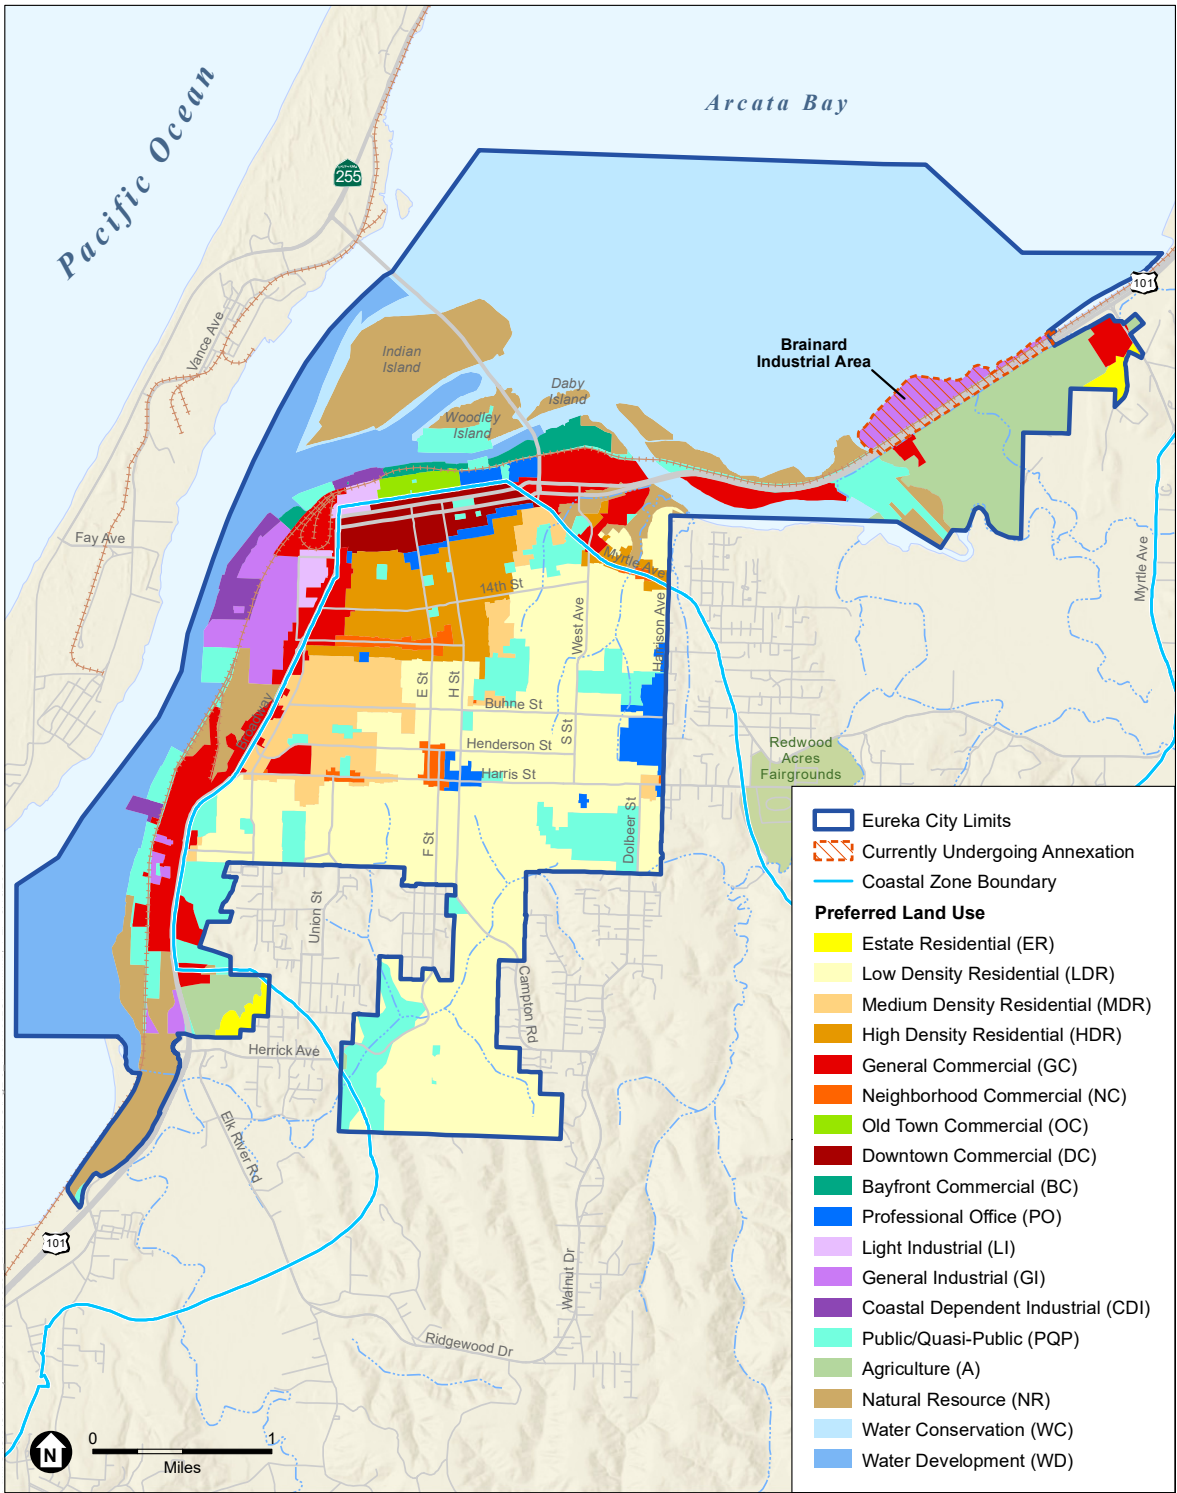 Arcata Bay
Pacific Ocean
255
101
Vance Ave
Indian
Island
Brainard
Industrial Area
Daby
Island
Woodley
Island
Fay Ave
Myrtle Ave
14th St
Myrtle Ave
West Ave
Harrison Ave
E St
H St
Buhne St
Broadway
S St
Henderson St
Harris St
Redwood
Acres
Fairgrounds
F St
Dolbeer St
Union St
Campton Rd
Herrick Ave
Elk River Rd
101
Walnut Dr
Ridgewood Dr
N
0
1
Miles
Eureka City Limits
Currently Undergoing Annexation
Coastal Zone Boundary
Preferred Land Use
Estate Residential (ER)
Low Density Residential (LDR)
Medium Density Residential (MDR)
High Density Residential (HDR)
General Commercial (GC)
Neighborhood Commercial (NC)
Old Town Commercial (OC)
Downtown Commercial (DC)
Bayfront Commercial (BC)
Professional Office (PO)
Light Industrial (LI)
General Industrial (GI)
Coastal Dependent Industrial (CDI)
Public/Quasi-Public (PQP)
Agriculture (A)
Natural Resource (NR)
Water Conservation (WC)
Water Development (WD)